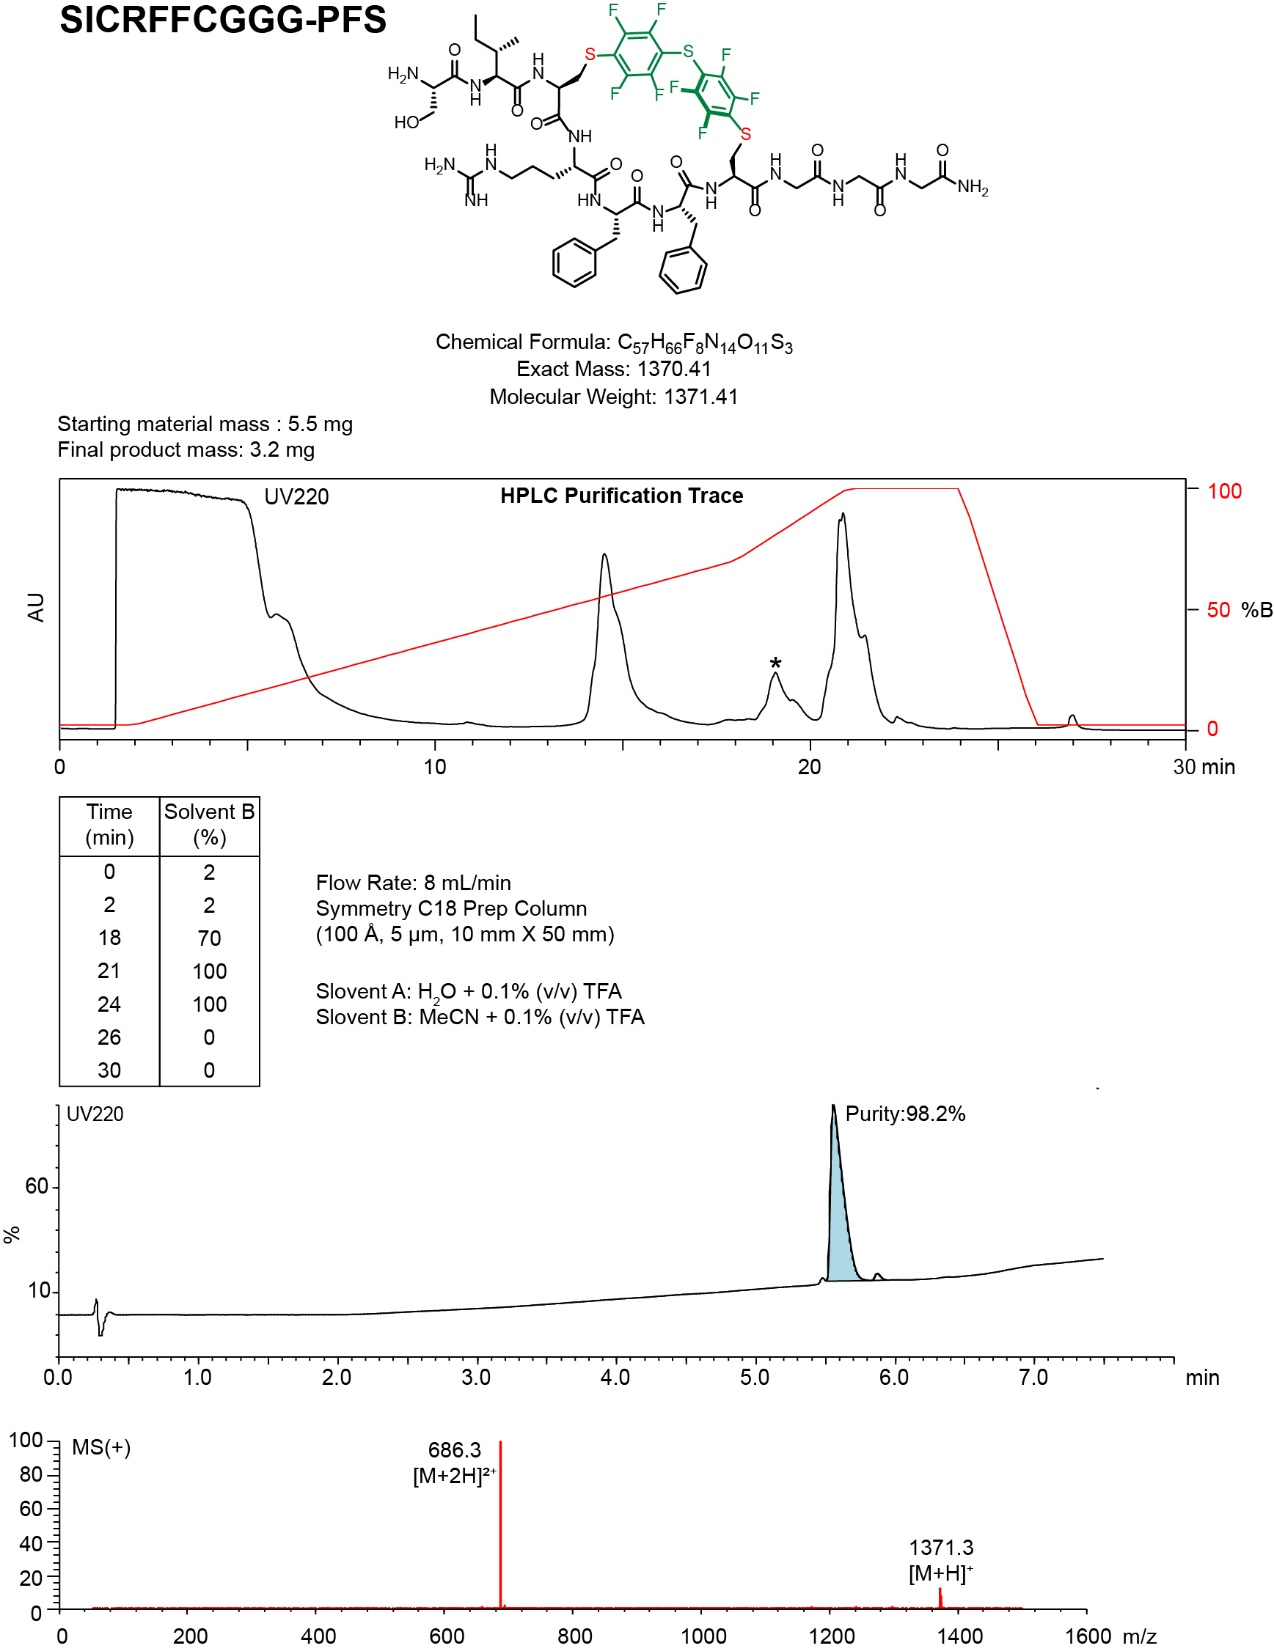 SICRFFCGGG-PFS
F F
S S F
F F F F
F S
H₂N O N H H N O
HO O NH
H₂N H N NH O
HN O N H O N H O H N O N H O H N O NH₂
Chemical Formula: C₅₇H₆₆F₈N₁₄O₁₁S₃
Exact Mass: 1370.41
Molecular Weight: 1371.41
Starting material mass : 5.5 mg
Final product mass: 3.2 mg
UV220 HPLC Purification Trace
AU
100
50 %B
0
*
0 10 20 30 min
Time (min) Solvent B (%)
0 2
2 2
18 70
21 100
24 100
26 0
30 0
Flow Rate: 8 mL/min
Symmetry C18 Prep Column
(100 Å, 5 µm, 10 mm X 50 mm)
Slovent A: H₂O + 0.1% (v/v) TFA
Slovent B: MeCN + 0.1% (v/v) TFA
UV220 Purity:98.2%
60
%
10
0.0 1.0 2.0 3.0 4.0 5.0 6.0 7.0 min
MS(+)
100
80
60
40
20
0
686.3
[M+2H]²⁺
1371.3
[M+H]⁺
0 200 400 600 800 1000 1200 1400 1600 m/z